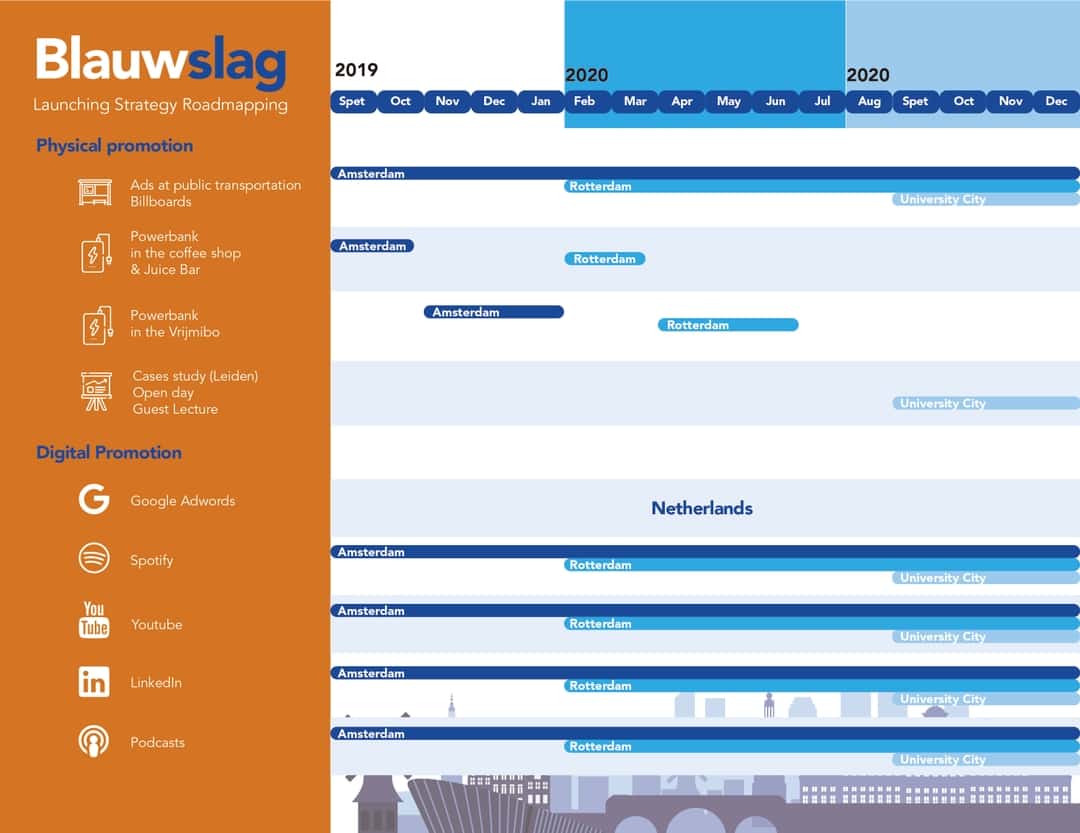 Blauwslag
Launching Strategy Roadmapping
2019
2020
2020
Spet Oct Nov Dec Jan Feb Mar Apr May Jun Jul Aug Spet Oct Nov Dec
Physical promotion
Ads at public transportation
Billboards
Amsterdam
Rotterdam
University City
Powerbank
in the coffee shop
& Juice Bar
Amsterdam
Rotterdam
Powerbank
in the Vrijmibo
Amsterdam
Rotterdam
Cases study (Leiden)
Open day
Guest Lecture
University City
Digital Promotion
Google Adwords
Netherlands
Spotify
Amsterdam
Rotterdam
University City
You
Tube
Youtube
Amsterdam
Rotterdam
University City
in
LinkedIn
Amsterdam
Rotterdam
University City
Podcasts
Amsterdam
Rotterdam
University City